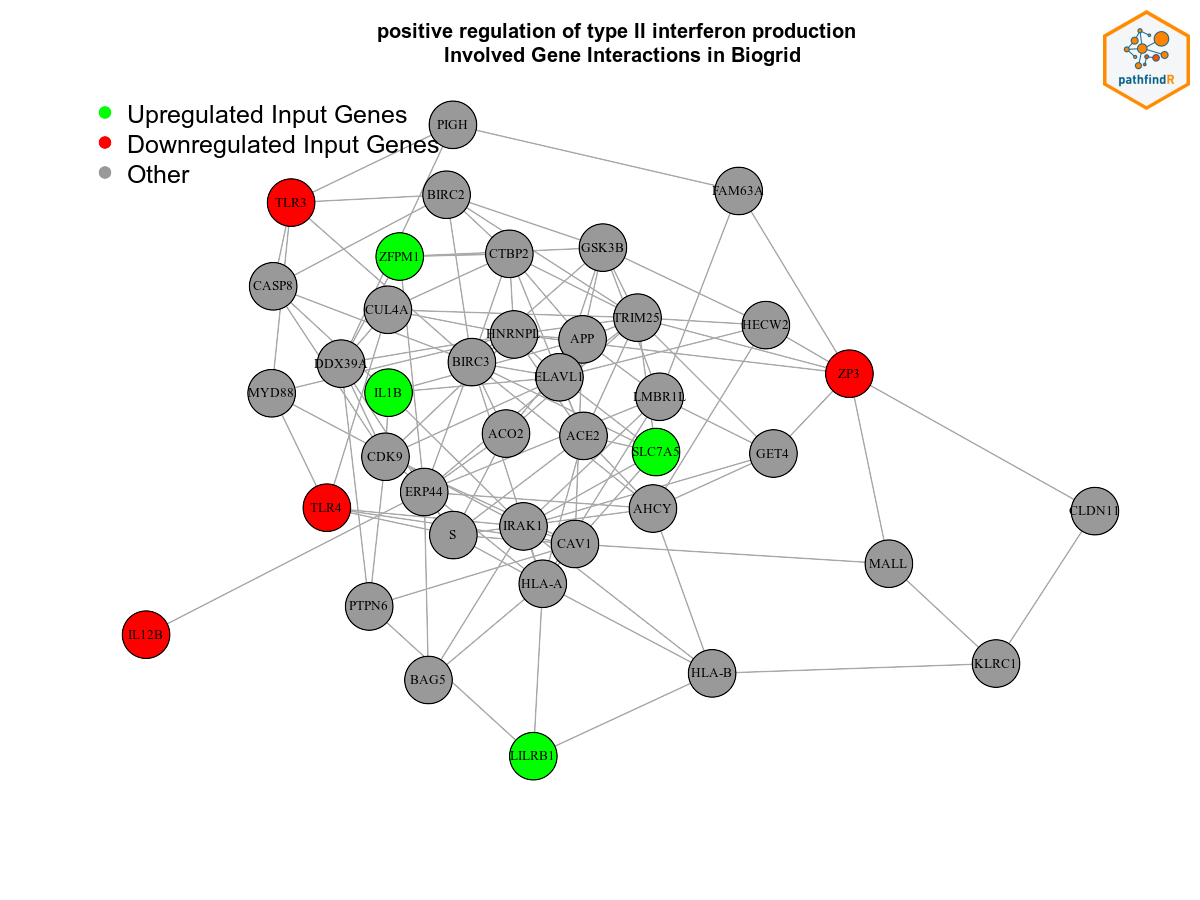 positive regulation of type II interferon production
Involved Gene Interactions in Biogrid
pathfindR
Upregulated Input Genes
Downregulated Input Genes
Other
PIGH
FAM63A
BIRC2
TLR3
ZFPM1
CTBP2
GSK3B
CASP8
CUL4A
TRIM25
HECW2
HNRNPL
APP
DDX39A
BIRC3
ELAVL1
ZP3
MYD88
IL1B
LMBR1L
ACO2
ACE2
SLC7A5
GET4
CDK9
ERP44
TLR4
AHCY
CLDN11
IRAK1
S
CAV1
MALL
HLA-A
PTPN6
IL12B
KLRC1
HLA-B
BAG5
LILRB1